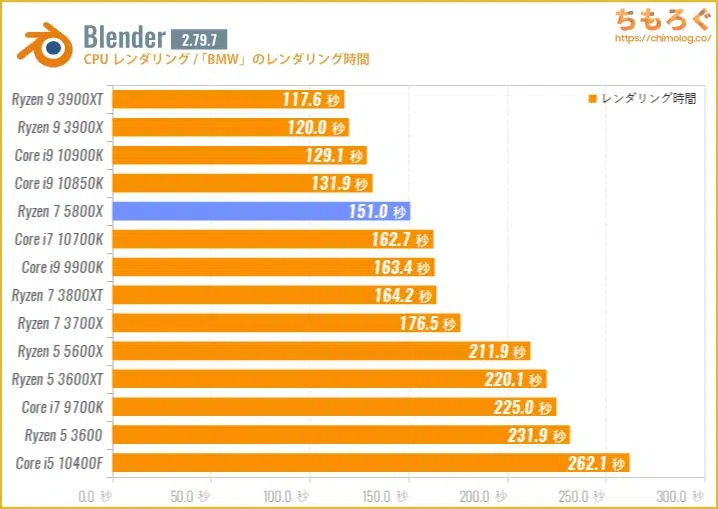 Blender 2.79.7
CPU レンダリング /「BMW」のレンダリング時間
ちもろぐ
https://chimolog.co/
レンダリング時間
Ryzen 9 3900XT 117.6 秒
Ryzen 9 3900X 120.0 秒
Core i9 10900K 129.1 秒
Core i9 10850K 131.9 秒
Ryzen 7 5800X 151.0 秒
Core i7 10700K 162.7 秒
Core i9 9900K 163.4 秒
Ryzen 7 3800XT 164.2 秒
Ryzen 7 3700X 176.5 秒
Ryzen 5 5600X 211.9 秒
Ryzen 5 3600XT 220.1 秒
Core i7 9700K 225.0 秒
Ryzen 5 3600 231.9 秒
Core i5 10400F 262.1 秒
0.0 秒 50.0 秒 100.0 秒 150.0 秒 200.0 秒 250.0 秒 300.0 秒